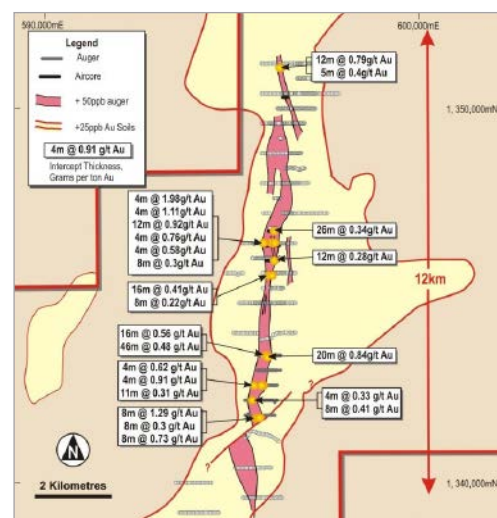 590,000mE
600,000mE
Legend
Auger
Aircore
+ 50ppb auger
+25ppb Au Soils
4m @ 0.91 g/t Au
Intercept Thickness,
Grams per ton Au
12m @ 0.79g/t Au
5m @ 0.4g/t Au
1,350,000mN
4m @ 1.98g/t Au
4m @ 1.11g/t Au
12m @ 0.92g/t Au
4m @ 0.76g/t Au
4m @ 0.58g/t Au
8m @ 0.3g/t Au
26m @ 0.34g/t Au
12m @ 0.28g/t Au
12km
16m @ 0.41g/t Au
8m @ 0.22g/t Au
16m @ 0.56 g/t Au
46m @ 0.48 g/t Au
20m @ 0.84g/t Au
4m @ 0.62 g/t Au
4m @ 0.91 g/t Au
11m @ 0.31 g/t Au
?
4m @ 0.33 g/t Au
8m @ 0.41 g/t Au
8m @ 1.29 g/t Au
8m @ 0.3 g/t Au
8m @ 0.73 g/t Au
?
N
2 Kilometres
1,340,000mN